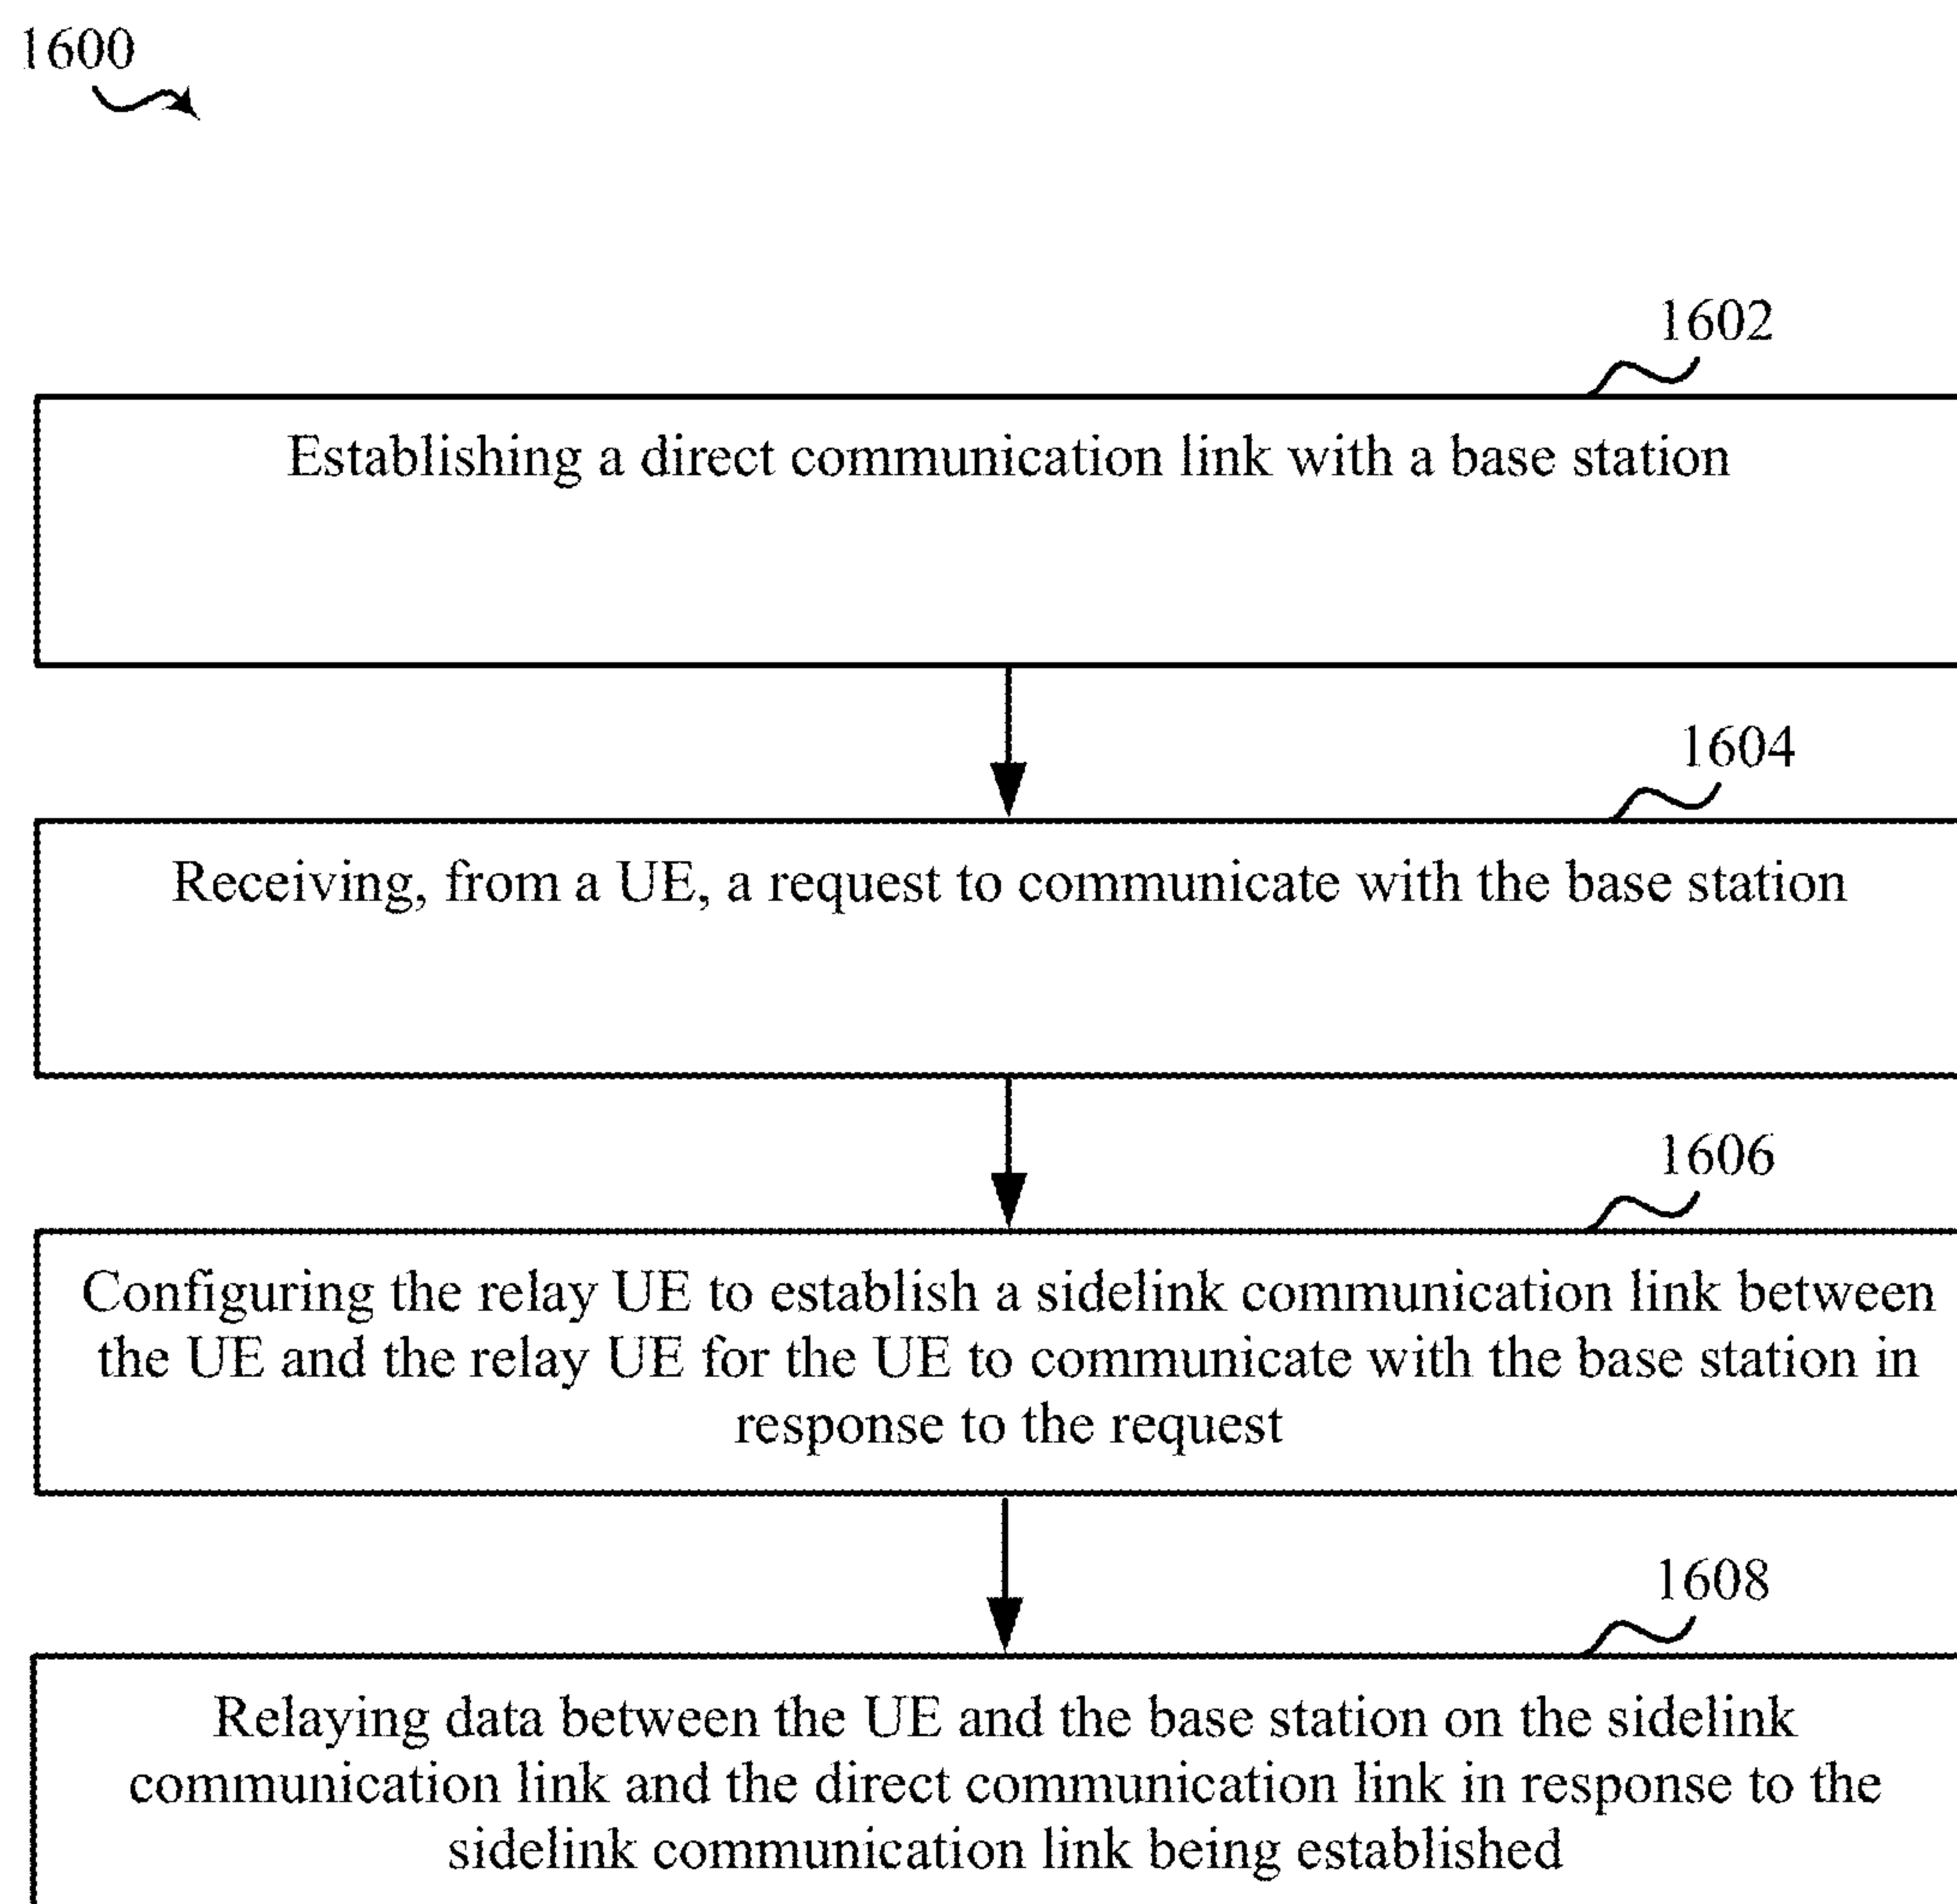 1600
1602
Establishing a direct communication link with a base station
1604
Receiving, from a UE, a request to communicate with the base station
1606
Configuring the relay UE to establish a sidelink communication link between
the UE and the relay UE for the UE to communicate with the base station in
response to the request
1608
Relaying data between the UE and the base station on the sidelink
communication link and the direct communication link in response to the
sidelink communication link being established